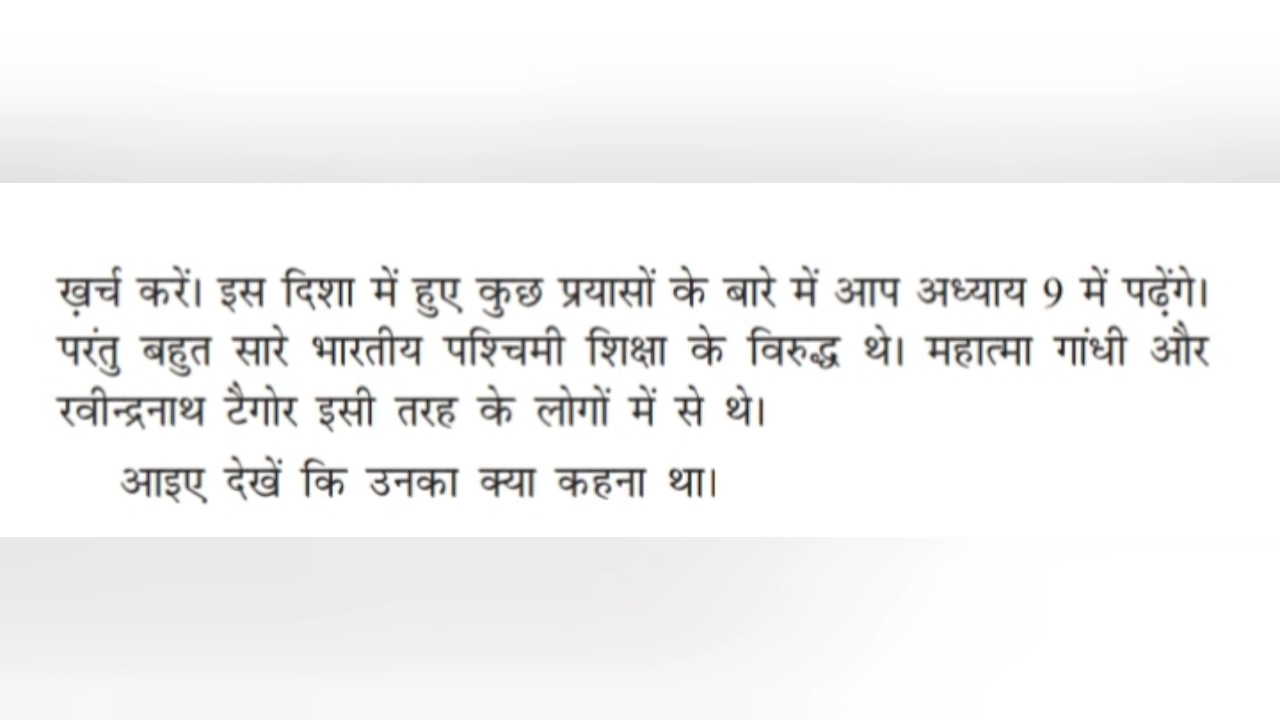 ख़र्च करें। इस दिशा में हुए कुछ प्रयासों के बारे में आप अध्याय 9 में पढ़ेंगे।
परंतु बहुत सारे भारतीय पश्चिमी शिक्षा के विरुद्ध थे। महात्मा गांधी और
रवीन्द्रनाथ टैगोर इसी तरह के लोगों में से थे।
आइए देखें कि उनका क्या कहना था।